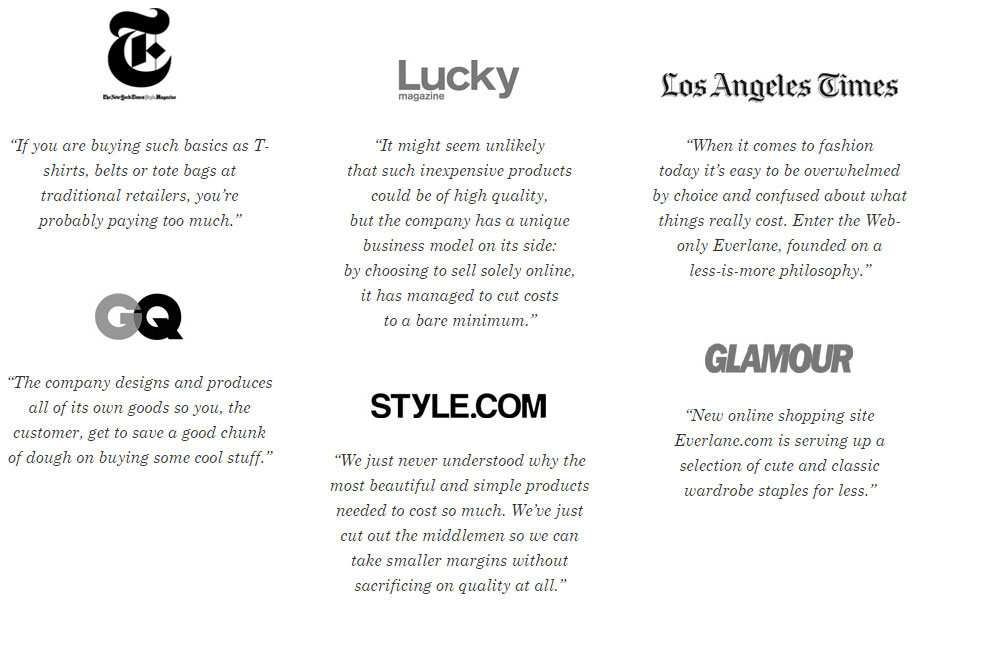 T
The New York Times Style Magazine
“If you are buying such basics as T-
shirts, belts or tote bags at
traditional retailers, you’re
probably paying too much.”
GQ
“The company designs and produces
all of its own goods so you, the
customer, get to save a good chunk
of dough on buying some cool stuff.”
Lucky
magazine
“It might seem unlikely
that such inexpensive products
could be of high quality,
but the company has a unique
business model on its side:
by choosing to sell solely online,
it has managed to cut costs
to a bare minimum.”
STYLE.COM
“We just never understood why the
most beautiful and simple products
needed to cost so much. We’ve just
cut out the middlemen so we can
take smaller margins without
sacrificing on quality at all.”
Los Angeles Times
“When it comes to fashion
today it’s easy to be overwhelmed
by choice and confused about what
things really cost. Enter the Web-
only Everlane, founded on a
less-is-more philosophy.”
GLAMOUR
“New online shopping site
Everlane.com is serving up a
selection of cute and classic
wardrobe staples for less.”